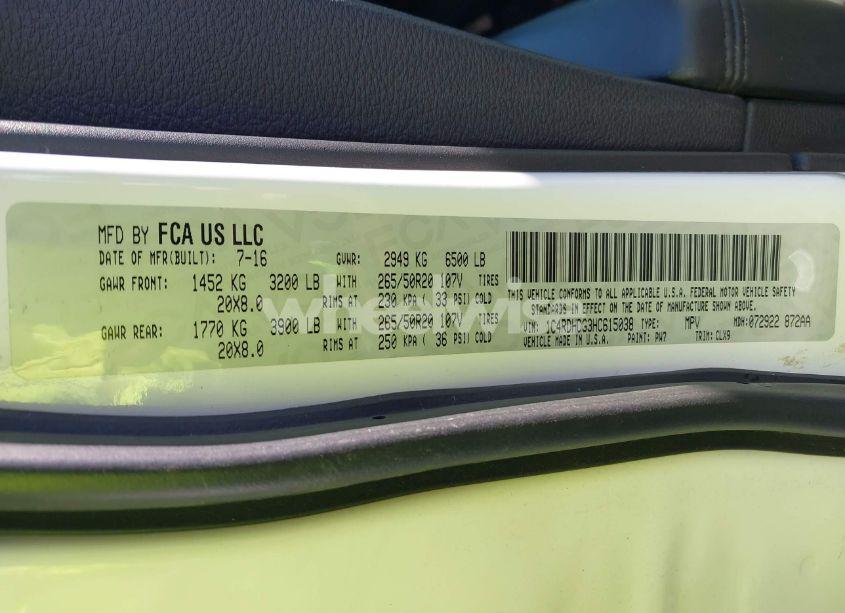 MFD BY FCA US LLC
DATE OF MFR(BUILT): 7-16 GVWR: 2949 KG 6500 LB
GAWR FRONT: 1452 KG 3200 LB WITH 265/50R20 107V TIRES
20X8.0 RIMS AT 230 KPA ( 33 PSI) COLD
GAWR REAR: 1770 KG 3900 LB WITH 265/50R20 107V TIRES
20X8.0 RIMS AT 250 KPA ( 36 PSI) COLD
THIS VEHICLE CONFORMS TO ALL APPLICABLE U.S.A. FEDERAL MOTOR VEHICLE SAFETY
STANDARDS IN EFFECT ON THE DATE OF MANUFACTURE SHOWN ABOVE.
VIN: 1C4RDHDG3HC615038 TYPE: MPV MDH: 072922 872AA
VEHICLE MADE IN U.S.A. PAINT: PW7 TRIM: CLX9